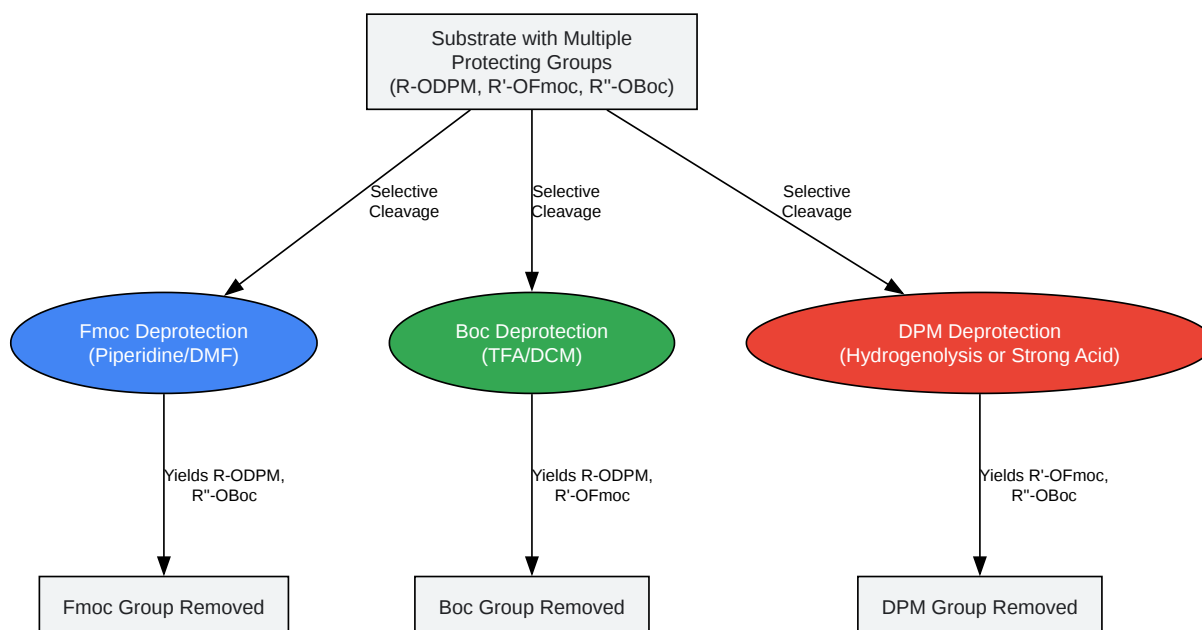 Substrate with Multiple
Protecting Groups
(R-ODPM, R'-OFmoc, R''-OBoc)
Selective
Cleavage
Selective
Cleavage
Selective
Cleavage
Fmoc Deprotection
(Piperidine/DMF)
Boc Deprotection
(TFA/DCM)
DPM Deprotection
(Hydrogenolysis or Strong Acid)
Yields R-ODPM,
R''-OBoc
Yields R-ODPM,
R'-OFmoc
Yields R'-OFmoc,
R''-OBoc
Fmoc Group Removed
Boc Group Removed
DPM Group Removed